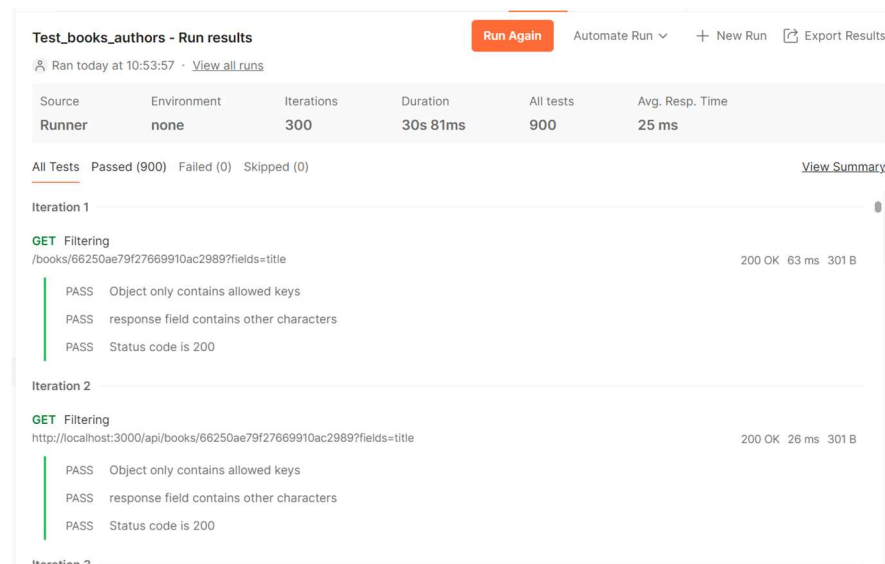 Test_books_authors - Run results
Run Again Automate Run New Run Export Results
Ran today at 10:53:57 · View all runs
Source Environment Iterations Duration All tests Avg. Resp. Time
Runner none 300 30s 81ms 900 25 ms
All Tests Passed (900) Failed (0) Skipped (0) View Summary
Iteration 1
GET Filtering
/books/66250ae79f27669910ac2989?fields=title 200 OK 63 ms 301 B
PASS Object only contains allowed keys
PASS response field contains other characters
PASS Status code is 200
Iteration 2
GET Filtering
http://localhost:3000/api/books/66250ae79f27669910ac2989?fields=title 200 OK 26 ms 301 B
PASS Object only contains allowed keys
PASS response field contains other characters
PASS Status code is 200
Iteration 3